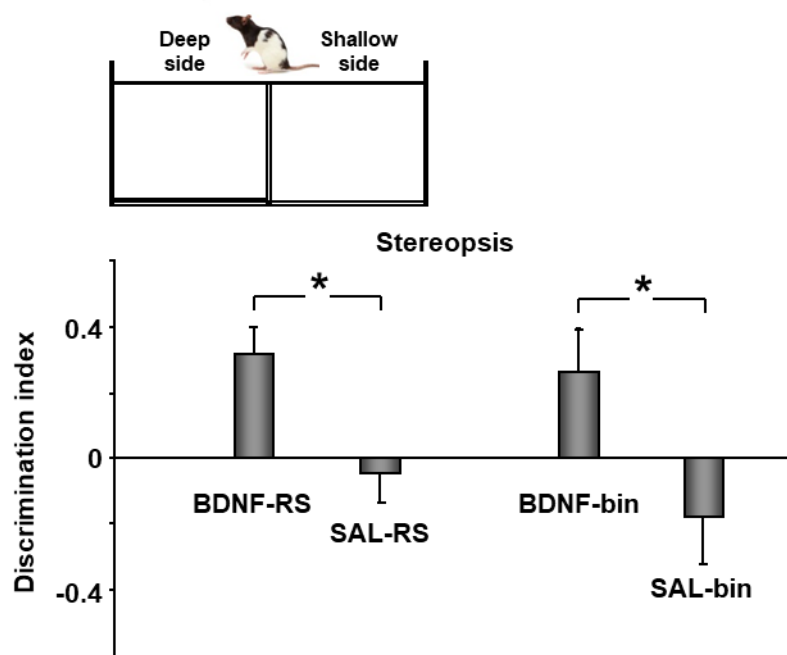 Deep side
Shallow side
Stereopsis
*
*
Discrimination index
0.4
0
-0.4
BDNF-RS
SAL-RS
BDNF-bin
SAL-bin